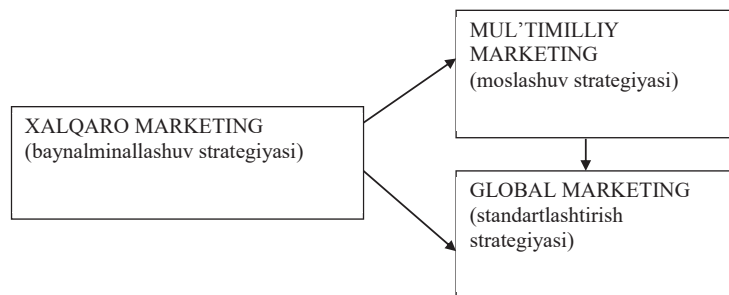 MUL’TIMILLIY
MARKETING
(moslashuv strategiyasi)
XALQARO MARKETING
(baynalminallashuv strategiyasi)
GLOBAL MARKETING
(standartlashtirish
strategiyasi)